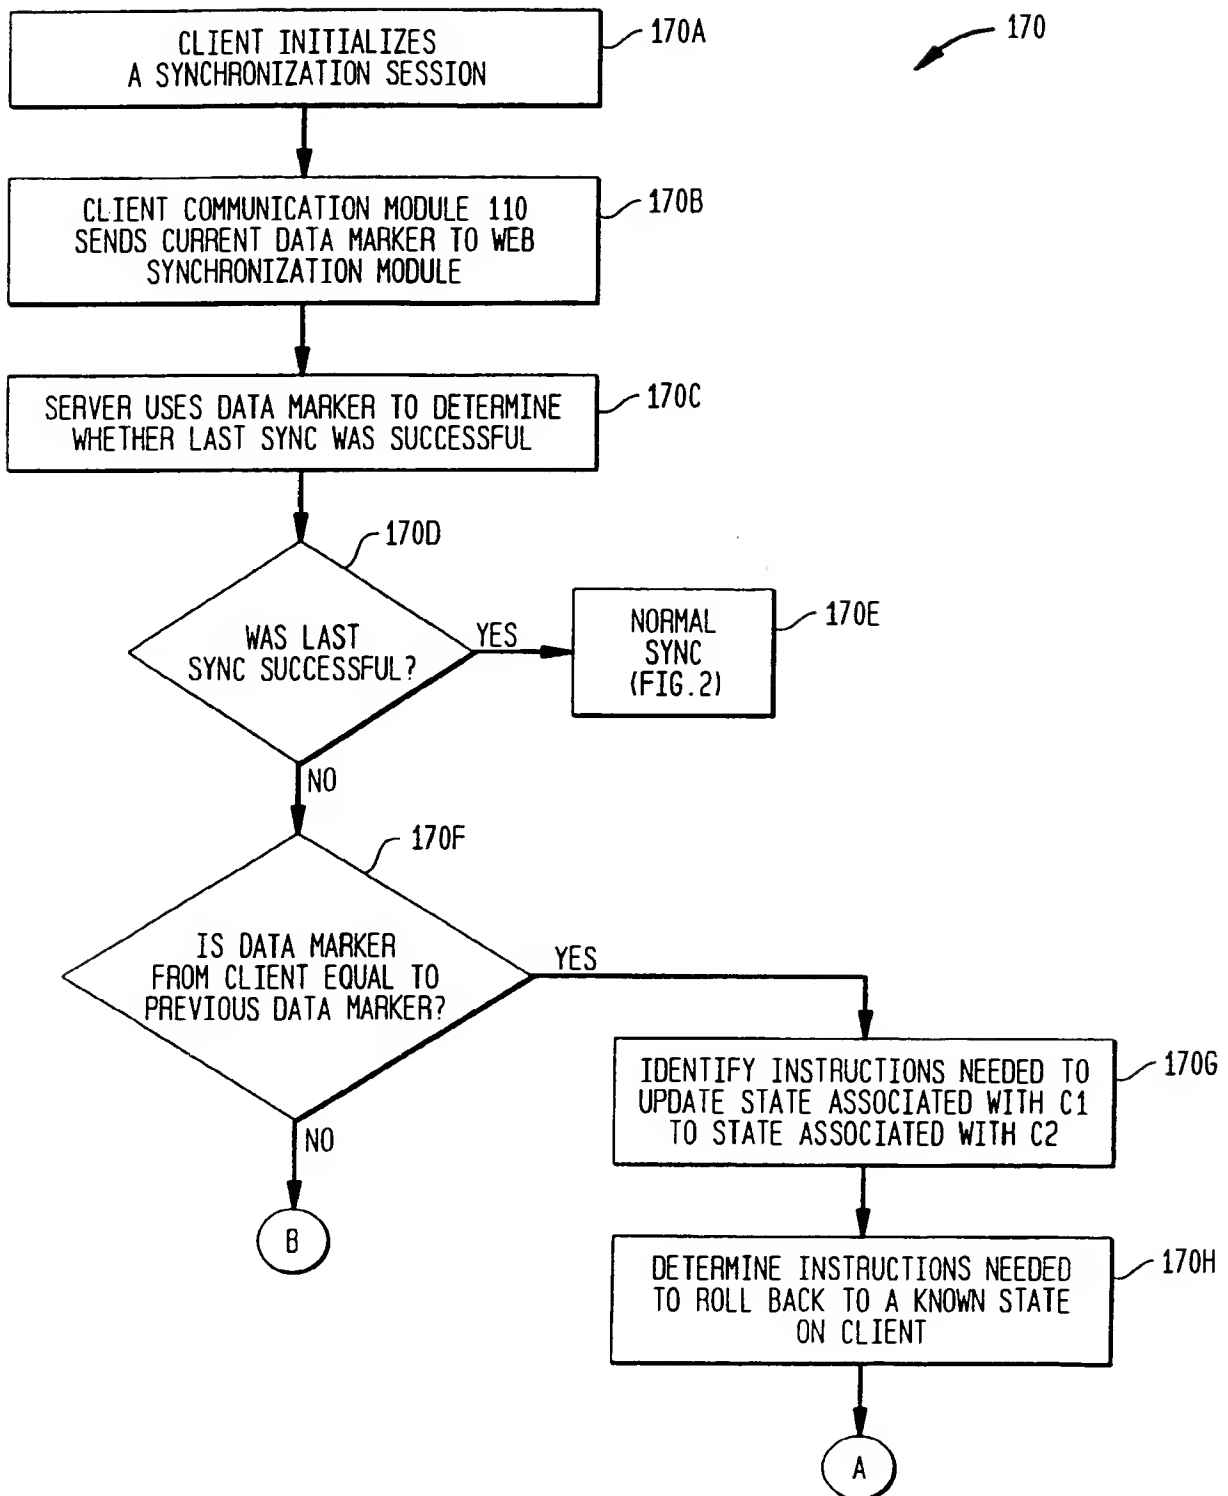 170
CLIENT INITIALIZES
A SYNCHRONIZATION SESSION
170A
CLIENT COMMUNICATION MODULE 110
SENDS CURRENT DATA MARKER TO WEB
SYNCHRONIZATION MODULE
170B
SERVER USES DATA MARKER TO DETERMINE
WHETHER LAST SYNC WAS SUCCESSFUL
170C
170D
WAS LAST
SYNC SUCCESSFUL?
YES
NORMAL
SYNC
(FIG.2)
170E
NO
170F
IS DATA MARKER
FROM CLIENT EQUAL TO
PREVIOUS DATA MARKER?
YES
NO
B
IDENTIFY INSTRUCTIONS NEEDED TO
UPDATE STATE ASSOCIATED WITH C1
TO STATE ASSOCIATED WITH C2
170G
DETERMINE INSTRUCTIONS NEEDED
TO ROLL BACK TO A KNOWN STATE
ON CLIENT
170H
A